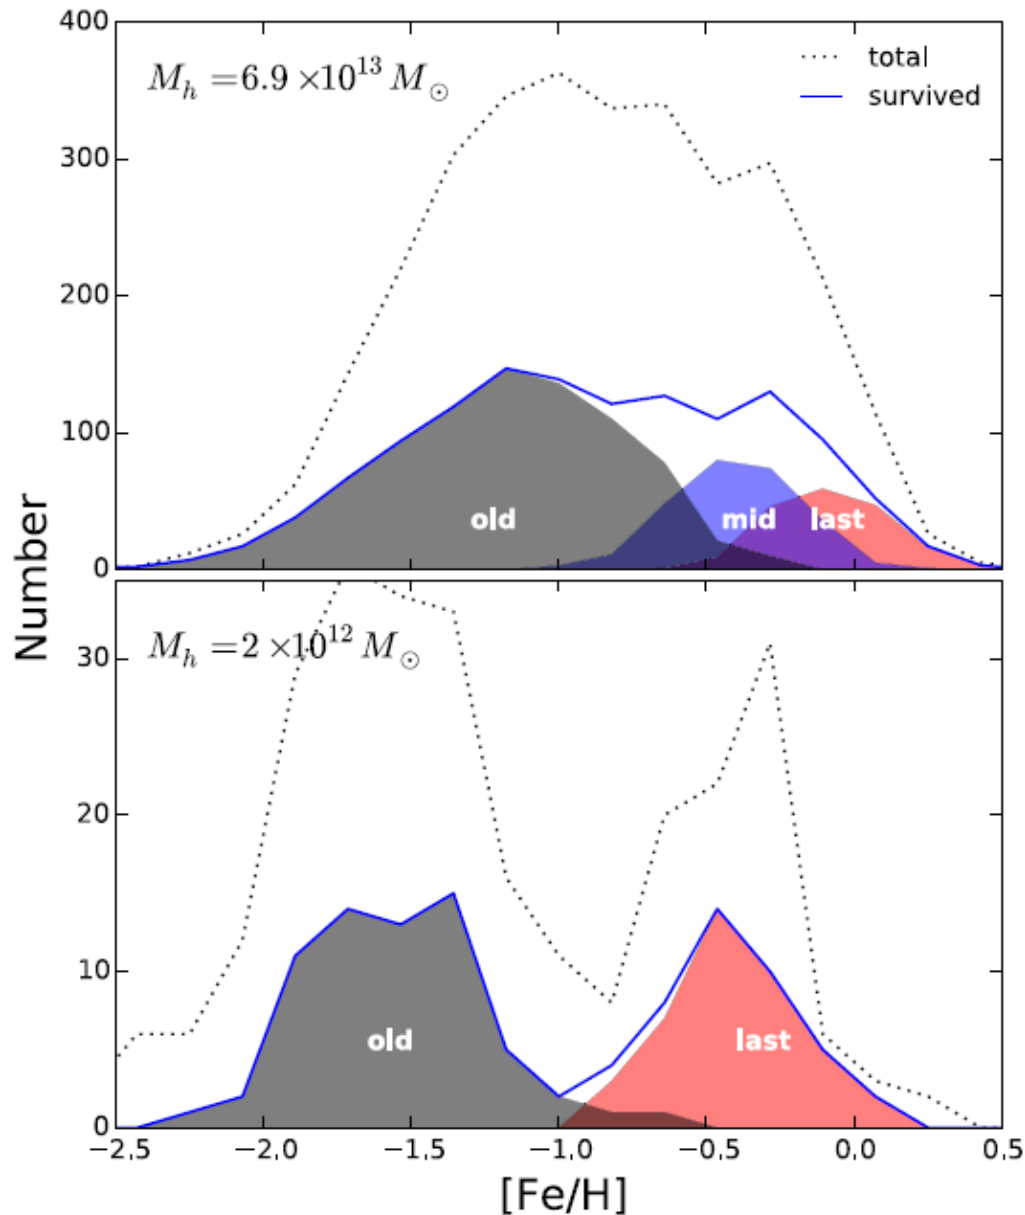 400
M_h = 6.9 × 10^13 M_⊙
total
survived
300
200
100
old
mid
last
0
Number
M_h = 2 × 10^12 M_⊙
30
20
10
old
last
0
−2.5 −2.0 −1.5 −1.0 −0.5 0.0 0.5
[Fe/H]